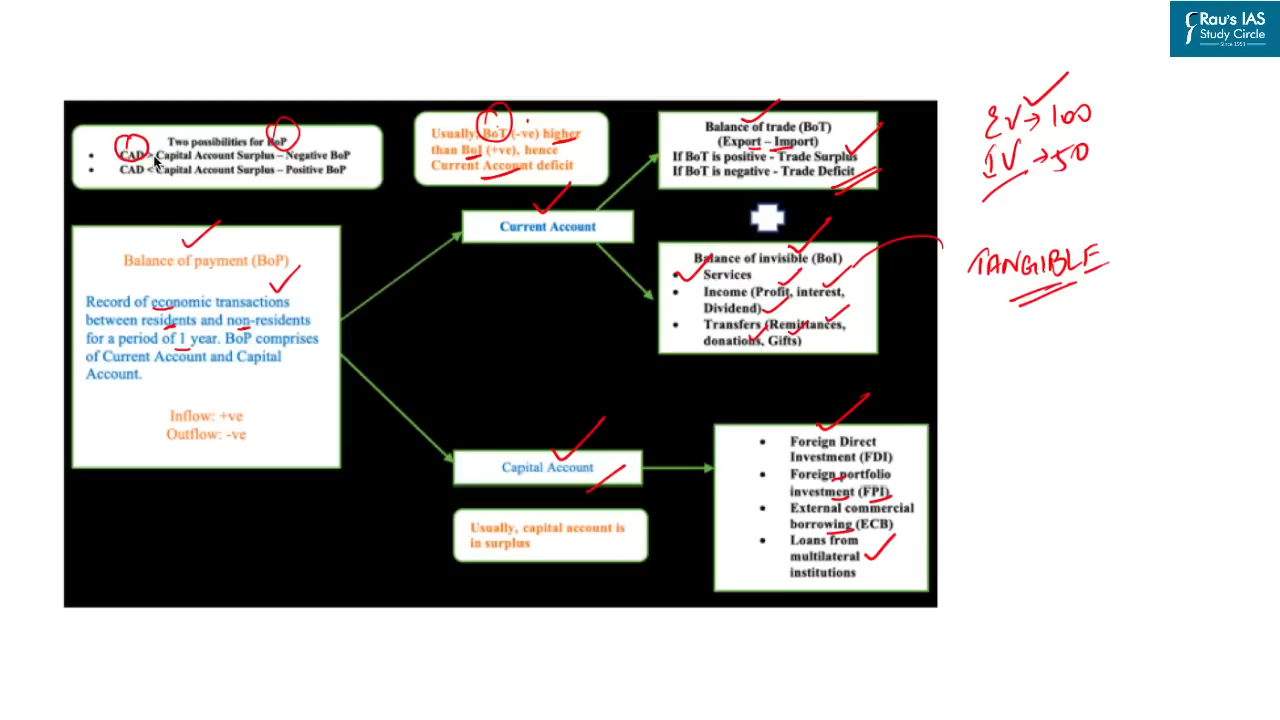 Rau's IAS
Study Circle
Since 1953
Two possibilities for BoP
• CAD > Capital Account Surplus – Negative BoP
• CAD < Capital Account Surplus – Positive BoP
Usually, BoT (-ve) higher
than BoI (+ve), hence
Current Account deficit
Balance of trade (BoT)
(Export – Import)
If BoT is positive - Trade Surplus
If BoT is negative - Trade Deficit
EV → 100
IV → 50
Current Account
Balance of payment (BoP)
Record of economic transactions
between residents and non-residents
for a period of 1 year. BoP comprises
of Current Account and Capital
Account.
Inflow: +ve
Outflow: -ve
Balance of invisible (BoI)
• Services
• Income (Profit, interest,
Dividend)
• Transfers (Remittances,
donations, Gifts)
TANGIBLE
Capital Account
Usually, capital account is
in surplus
• Foreign Direct
Investment (FDI)
• Foreign portfolio
investment (FPI)
• External commercial
borrowing (ECB)
• Loans from
multilateral
institutions